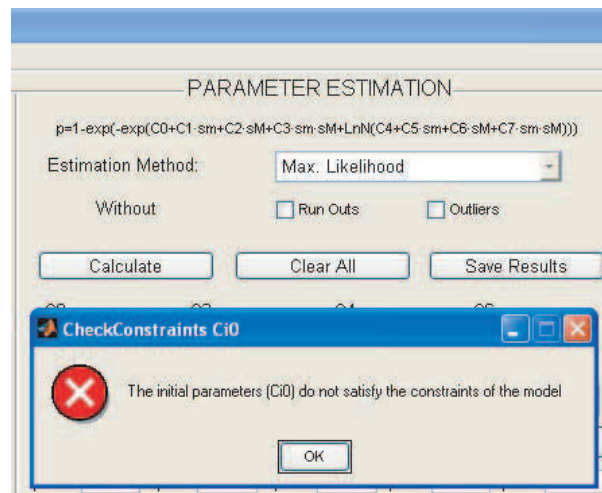 PARAMETER ESTIMATION
p=1-exp(-exp(C0+C1·sm+C2·sM+C3·sm·sM+LnN(C4+C5·sm+C6·sM+C7·sm·sM)))
Estimation Method: Max. Likelihood
Without Run Outs Outliers
Calculate Clear All Save Results
CheckConstraints Ci0
The initial parameters (Ci0) do not satisfy the constraints of the model
OK